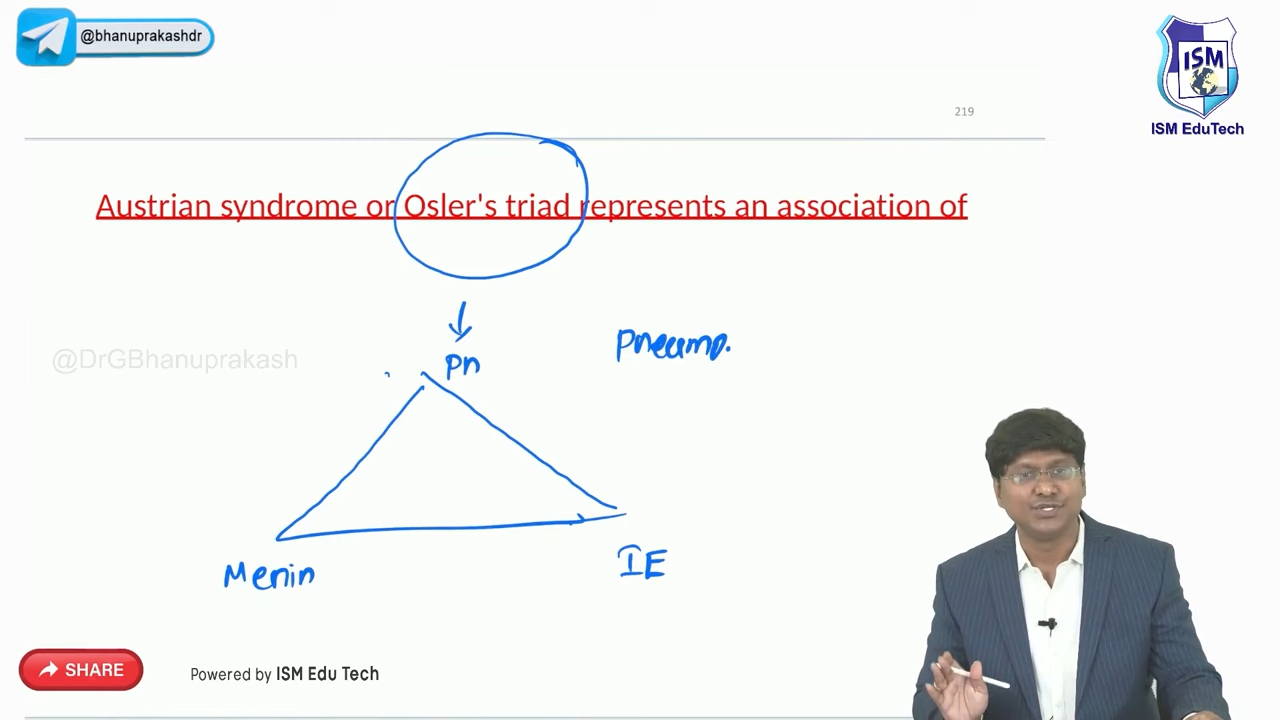 @bhanuprakashdr
ISM
ISM EduTech
219
Austrian syndrome or Osler's triad represents an association of
Pn
Pneumo.
@DrGBhanuprakash
Menin
IE
SHARE
Powered by ISM Edu Tech